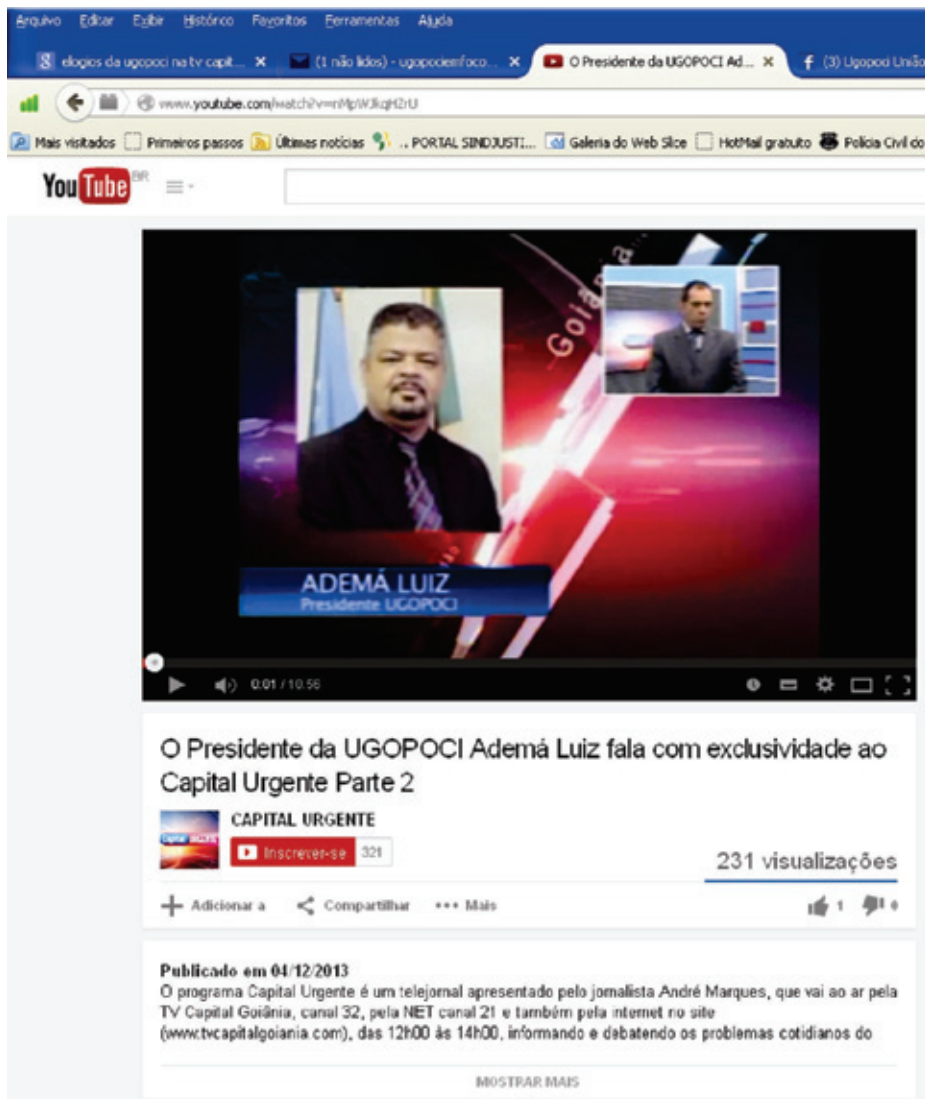 Arquivo Editar Exibir Histórico Favoritos Ferramentas Ajuda
elogios da ugopoci na tv capit... × (1 não lidos) - ugopociemfoco... × O Presidente da UGOPOCI Ad... × (3) Ugopoci União
www.youtube.com/watch?v=
Mais visitados Primeiros passos Últimas notícias .. PORTAL SINDJUSTI... Galeria do Web Slice HotMail gratuito Polícia Civil do
YouTube BR
Goiânia
ADEMÁ LUIZ
Presidente UGOPOCI
0:01 / 10:56
O Presidente da UGOPOCI Ademá Luiz fala com exclusividade ao
Capital Urgente Parte 2
CAPITAL URGENTE
Inscrever-se 321
231 visualizações
Adicionar a Compartilhar Mais 1 0
Publicado em 04/12/2013
O programa Capital Urgente é um telejornal apresentado pelo jornalista André Marques, que vai ao ar pela
TV Capital Goiânia, canal 32, pela NET canal 21 e também pela internet no site
(www.tvcapitalgoiania.com), das 12h00 às 14h00, informando e debatendo os problemas cotidianos do
MOSTRAR MAIS